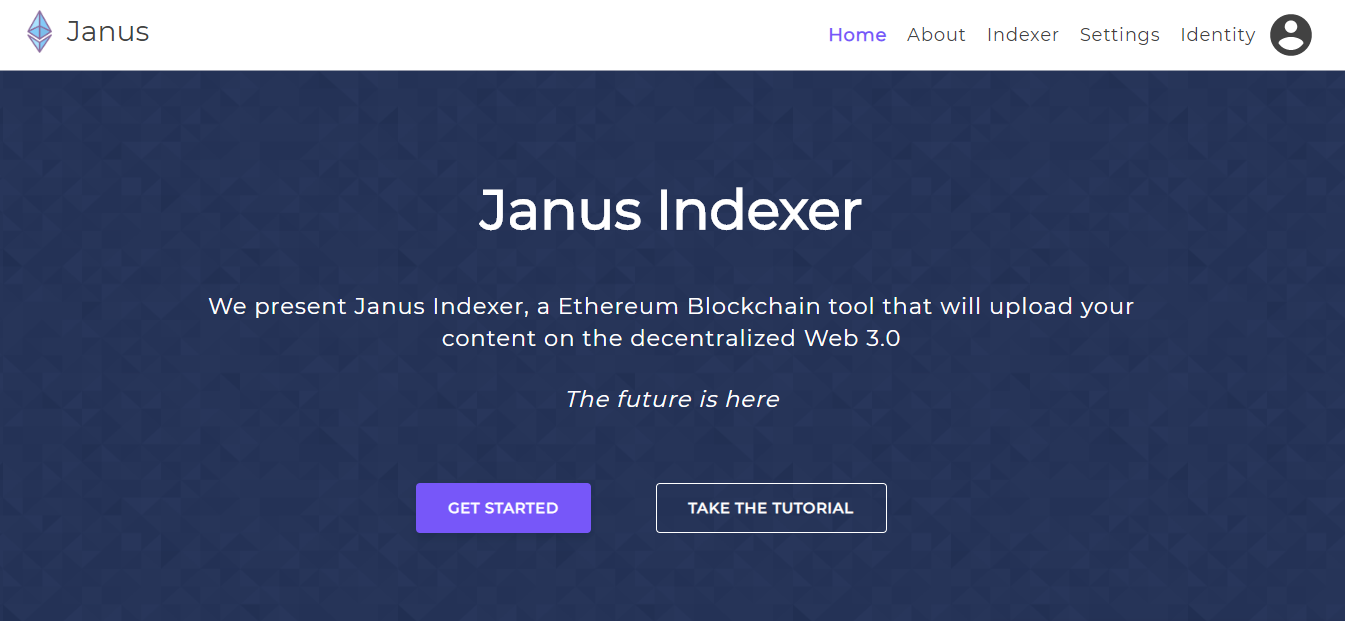 Janus
Home About Indexer Settings Identity
Janus Indexer
We present Janus Indexer, a Ethereum Blockchain tool that will upload your
content on the decentralized Web 3.0
The future is here
GET STARTED TAKE THE TUTORIAL